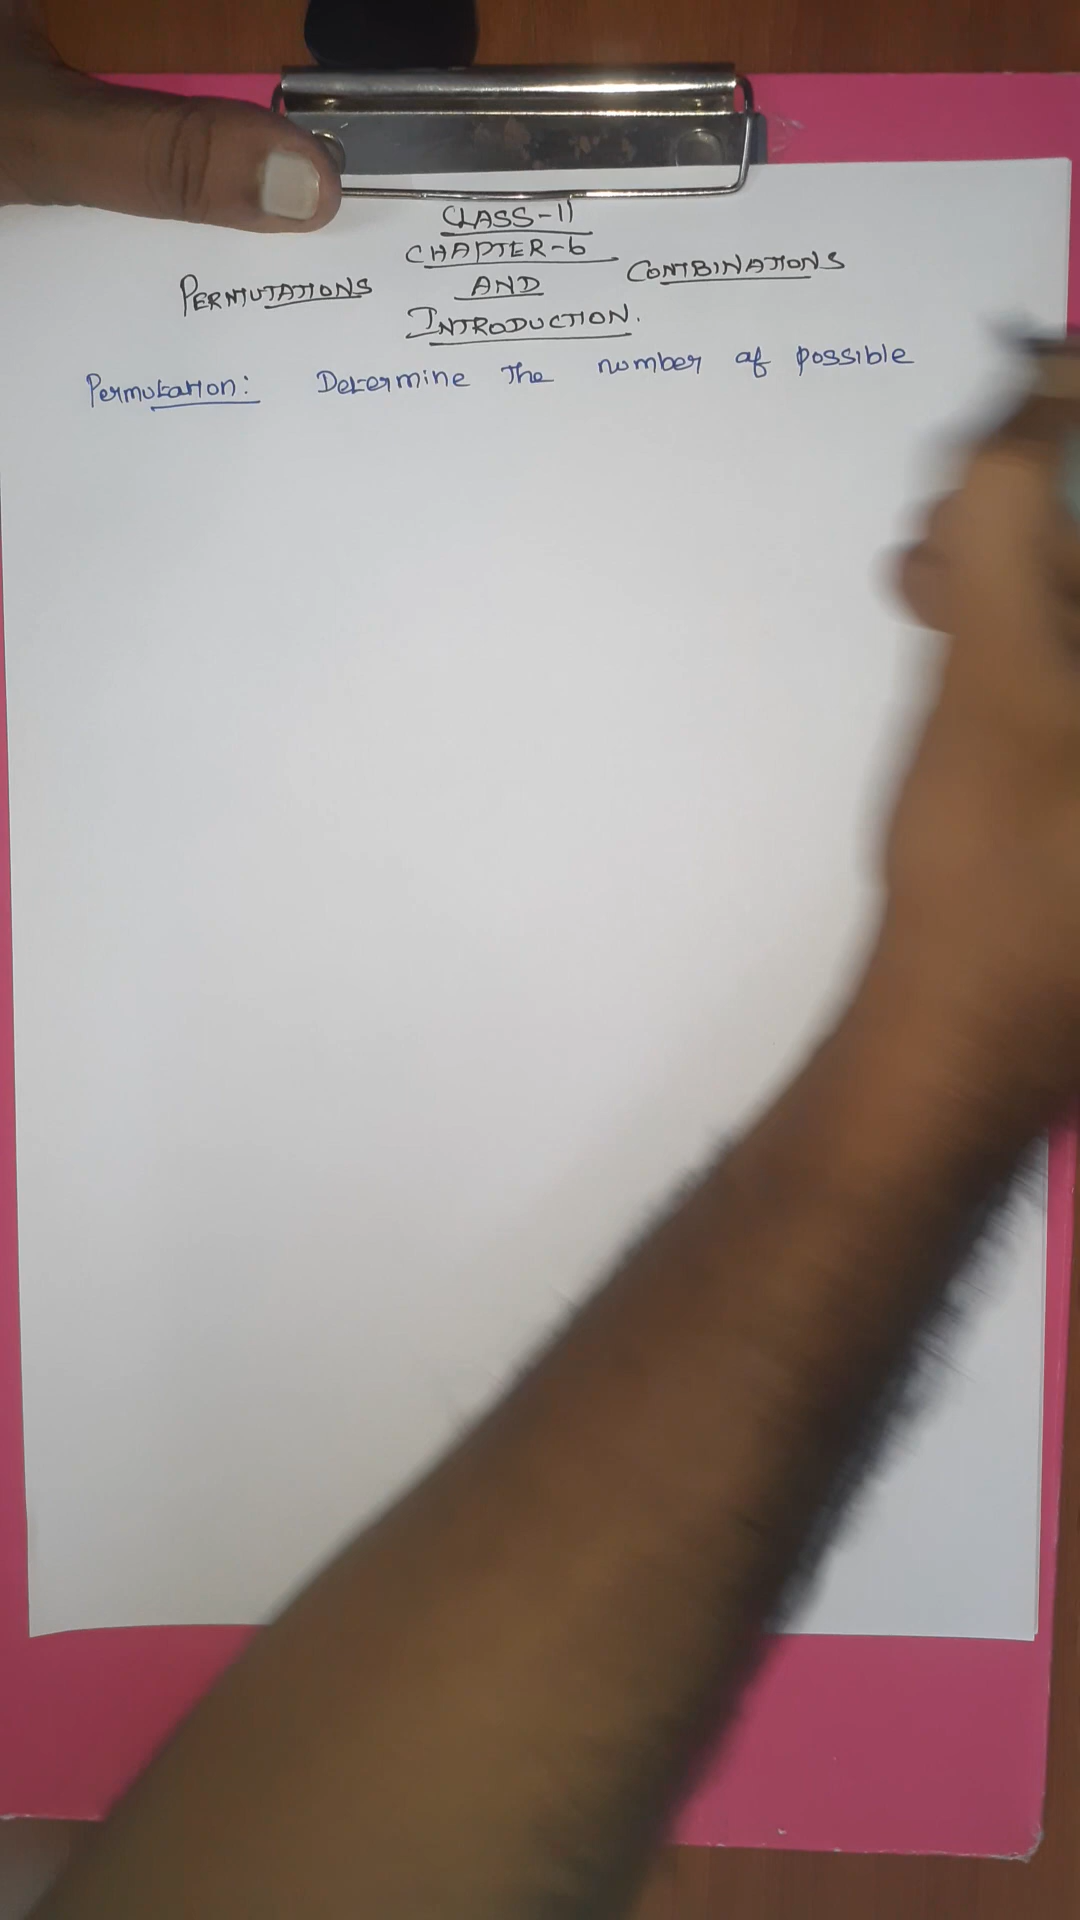 CLASS-11
CHAPTER-6
PERMUTATIONS AND COMBINATIONS
INTRODUCTION.
Permutation: Determine The number of possible